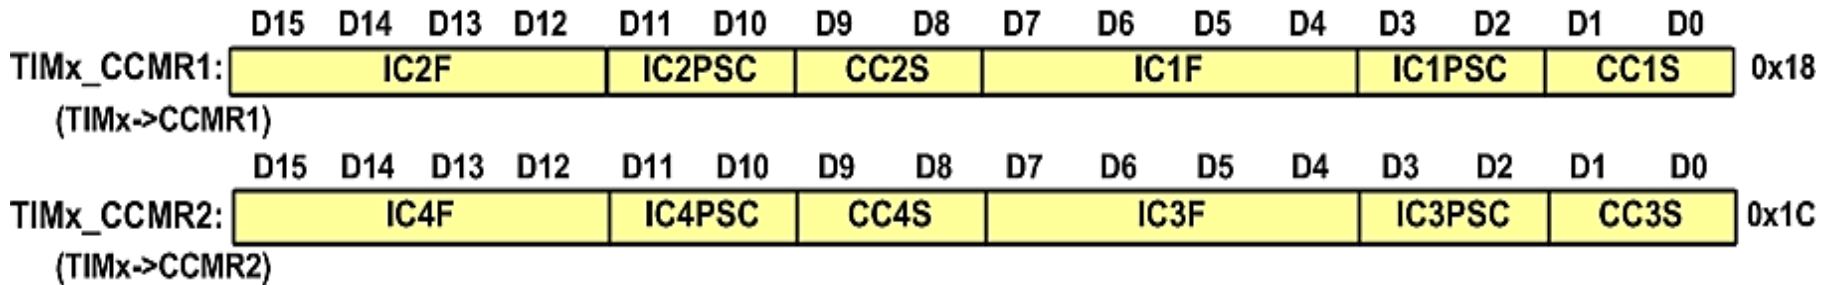 D15 D14 D13 D12 D11 D10 D9 D8 D7 D6 D5 D4 D3 D2 D1 D0
TIMx_CCMR1: IC2F IC2PSC CC2S IC1F IC1PSC CC1S 0x18
(TIMx->CCMR1)
D15 D14 D13 D12 D11 D10 D9 D8 D7 D6 D5 D4 D3 D2 D1 D0
TIMx_CCMR2: IC4F IC4PSC CC4S IC3F IC3PSC CC3S 0x1C
(TIMx->CCMR2)